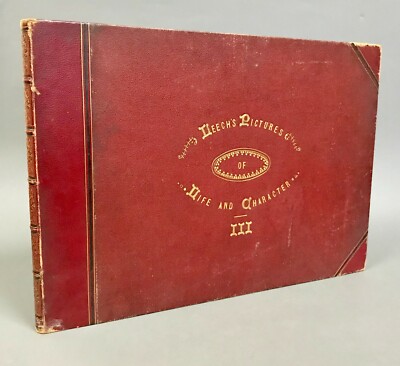 Leech's Pictures
OF
Life and Character
III